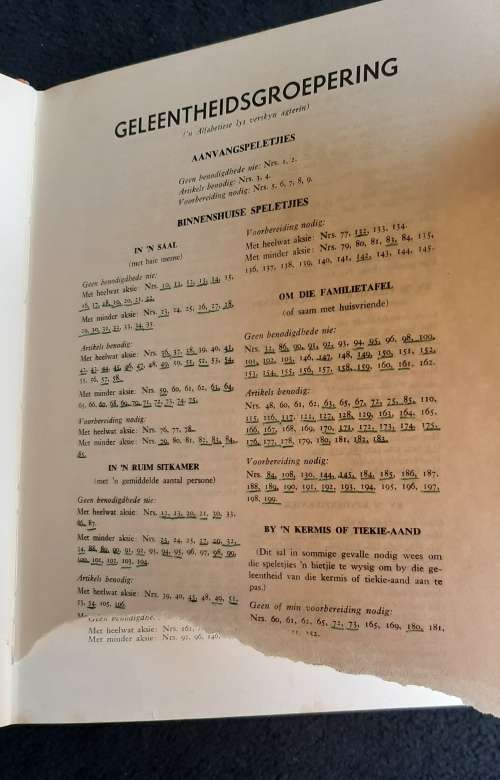 GELEENTHEIDSGROEPERING
('n Alfabetiese lys verskyn agterin)
AANVANGSPELETJIES
Geen benodigdhede nie: Nrs. 1, 2.
Artikels benodig: Nrs. 3, 4.
Voorbereiding nodig: Nrs. 5, 6, 7, 8, 9.
BINNENSHUISE SPELETJIES
IN 'N SAAL
(met baie mense)
Geen benodigdhede nie:
Met heelwat aksie: Nrs. 10, 11, 12, 13, 14, 15,
16, 17, 18, 19, 20, 21, 22.
Met minder aksie: Nrs. 23, 24, 25, 26, 27, 28,
29, 30, 31, 32, 33, 34, 35.
Artikels benodig:
Met heelwat aksie: Nrs. 36, 37, 38, 39, 40, 41,
42, 43, 44, 45, 46, 47, 48, 49, 50, 51, 52, 53, 54,
55, 56, 57, 58.
Met minder aksie: Nrs. 59, 60, 61, 62, 63, 64,
65, 66, 67, 68, 69, 70, 71, 72, 73, 74, 75.
Voorbereiding nodig:
Met heelwat aksie: Nrs. 76, 77, 78.
Met minder aksie: Nrs. 79, 80, 81, 82, 83, 84,
85.
IN 'N RUIM SITKAMER
(met 'n gemiddelde aantal persone)
Geen benodigdhede nie:
Met heelwat aksie: Nrs. 12, 13, 20, 21, 30, 33,
86, 87.
Met minder aksie: Nrs. 23, 24, 25, 27, 29, 32,
34, 88, 89, 90, 91, 92, 93, 94, 95, 96, 97, 98, 99,
100, 101, 102, 103, 104.
Artikels benodig:
Met heelwat aksie: Nrs. 39, 40, 45, 48, 49, 51,
53, 54, 105, 106.
Geen benodigdhe
Met heelwat aksie: Nrs. 161,
Met minder aksie: Nrs. 92, 96, 146,
Voorbereiding nodig:
Met heelwat aksie: Nrs. 77, 132, 133, 134.
Met minder aksie: Nrs. 79, 80, 81, 83, 84, 135,
136, 137, 138, 139, 140, 141, 142, 143, 144, 145.
OM DIE FAMILIETAFEL
(of saam met huisvriende)
Geen benodigdhede nie:
Nrs. 32, 86, 90, 91, 92, 93, 94, 95, 96, 98, 100,
101, 102, 103, 146, 147, 148, 149, 150, 151, 152,
153, 154, 155, 156, 157, 158, 159, 160, 161, 162.
Artikels benodig:
Nrs. 48, 60, 61, 62, 63, 65, 67, 72, 75, 85, 110,
115, 116, 117, 121, 127, 128, 129, 163, 164, 165,
166, 167, 168, 169, 170, 171, 172, 173, 174, 175,
176, 177, 178, 179, 180, 181, 182, 183.
Voorbereiding nodig:
Nrs. 84, 108, 136, 144, 145, 184, 185, 186, 187,
188, 189, 190, 191, 192, 193, 194, 195, 196, 197,
198, 199.
BY 'N KERMIS OF TIEKIE-AAND
(Dit sal in sommige gevalle nodig wees om
die speletjies 'n bietjie te wysig om by die ge-
leentheid van die kermis of tiekie-aand aan te
pas.)
Geen of min voorbereiding nodig:
Nrs. 60, 61, 62, 65, 72, 73, 165, 169, 180, 181,